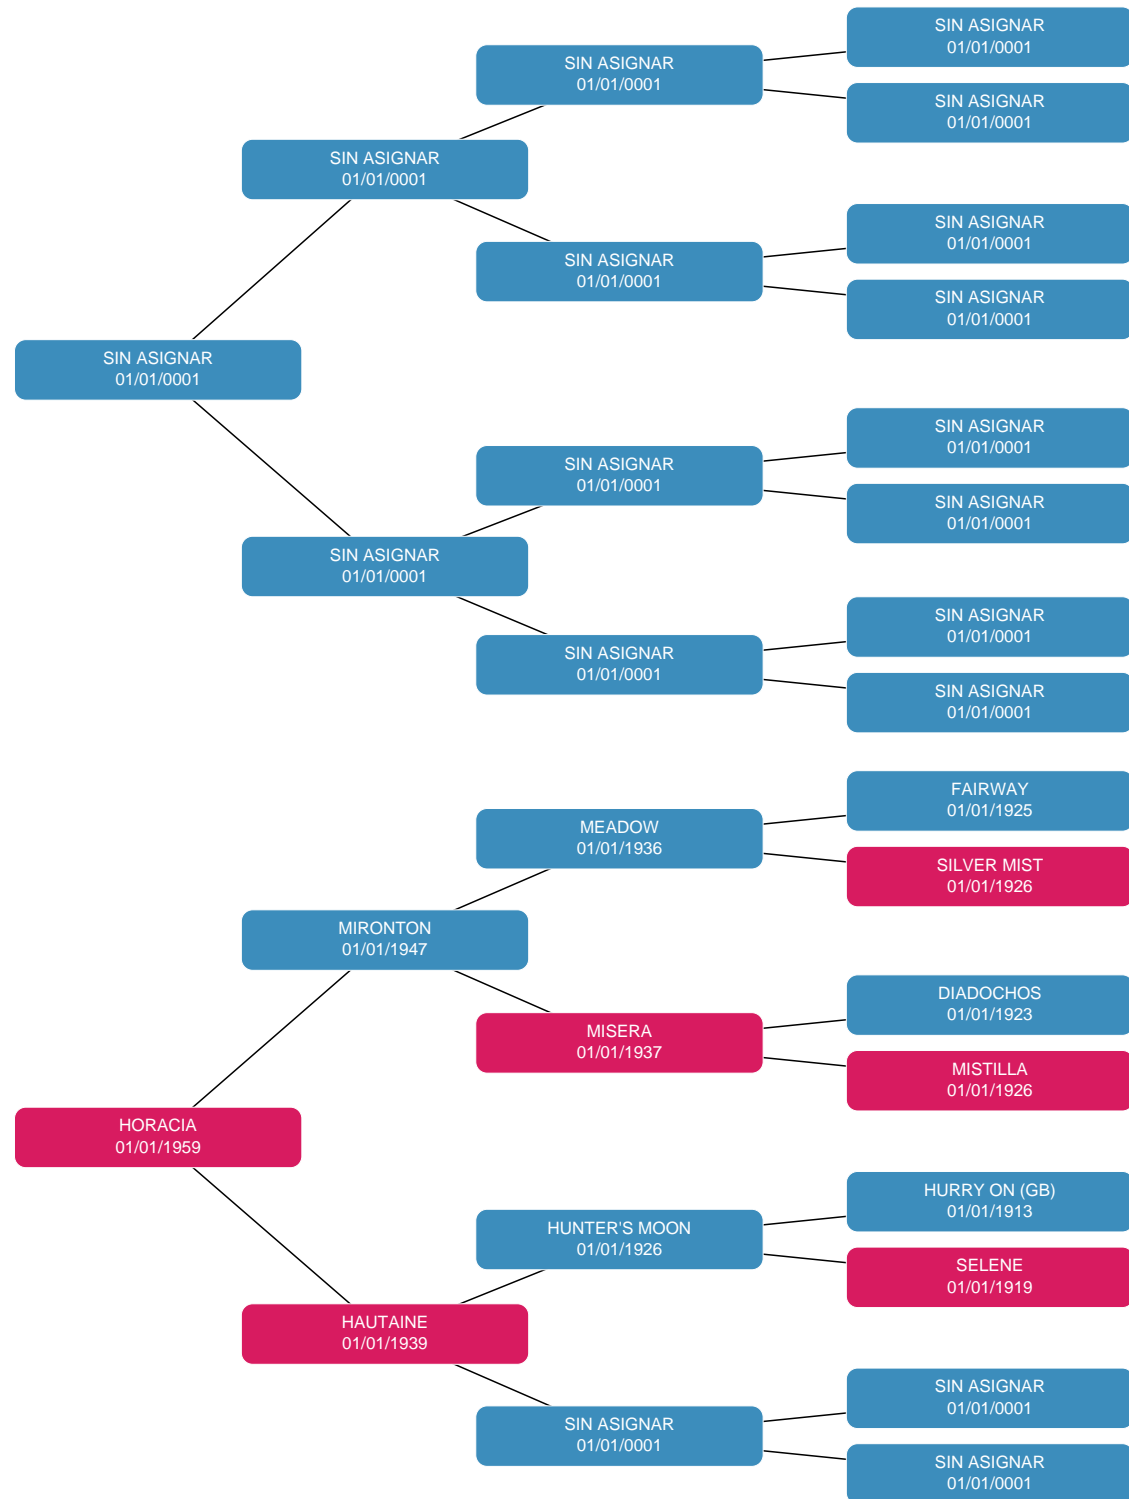 SIN ASIGNAR
01/01/0001
SIN ASIGNAR
01/01/0001
SIN ASIGNAR
01/01/0001
SIN ASIGNAR
01/01/0001
SIN ASIGNAR
01/01/0001
SIN ASIGNAR
01/01/0001
SIN ASIGNAR
01/01/0001
SIN ASIGNAR
01/01/0001
SIN ASIGNAR
01/01/0001
SIN ASIGNAR
01/01/0001
SIN ASIGNAR
01/01/0001
SIN ASIGNAR
01/01/0001
SIN ASIGNAR
01/01/0001
SIN ASIGNAR
01/01/0001
SIN ASIGNAR
01/01/0001
FAIRWAY
01/01/1925
MEADOW
01/01/1936
SILVER MIST
01/01/1926
MIRONTON
01/01/1947
DIADOCHOS
01/01/1923
MISERA
01/01/1937
MISTILLA
01/01/1926
HORACIA
01/01/1959
HURRY ON (GB)
01/01/1913
HUNTER'S MOON
01/01/1926
SELENE
01/01/1919
HAUTAINE
01/01/1939
SIN ASIGNAR
01/01/0001
SIN ASIGNAR
01/01/0001
SIN ASIGNAR
01/01/0001